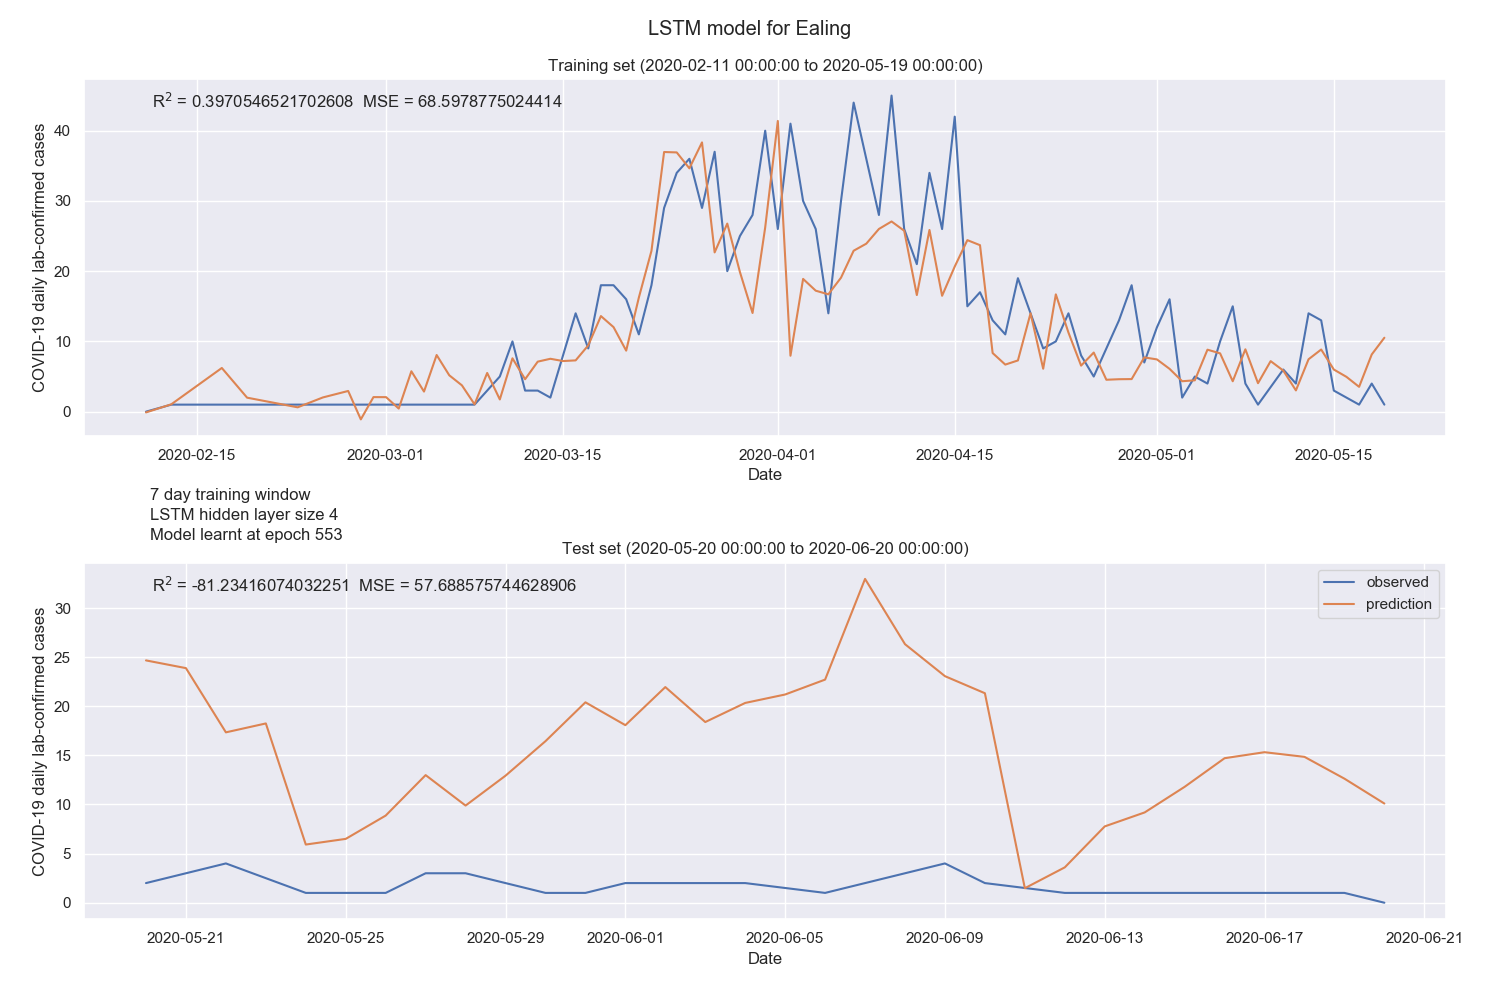 LSTM model for Ealing
Training set (2020-02-11 00:00:00 to 2020-05-19 00:00:00)
R² = 0.3970546521702608 MSE = 68.5978775024414
COVID-19 daily lab-confirmed cases
40
30
20
10
0
2020-02-15 2020-03-01 2020-03-15 2020-04-01 2020-04-15 2020-05-01 2020-05-15
Date
7 day training window
LSTM hidden layer size 4
Model learnt at epoch 553
Test set (2020-05-20 00:00:00 to 2020-06-20 00:00:00)
R² = -81.23416074032251 MSE = 57.688575744628906
observed
prediction
COVID-19 daily lab-confirmed cases
30
25
20
15
10
5
0
2020-05-21 2020-05-25 2020-05-29 2020-06-01 2020-06-05 2020-06-09 2020-06-13 2020-06-17 2020-06-21
Date